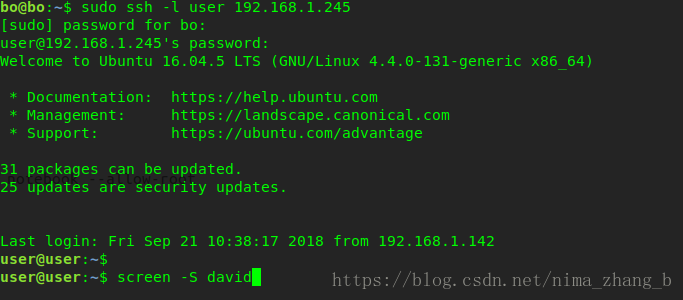 bo@bo:~$ sudo ssh -l user 192.168.1.245
[sudo] password for bo:
user@192.168.1.245's password:
Welcome to Ubuntu 16.04.5 LTS (GNU/Linux 4.4.0-131-generic x86_64)
* Documentation: https://help.ubuntu.com
* Management: https://landscape.canonical.com
* Support: https://ubuntu.com/advantage
31 packages can be updated.
25 updates are security updates.
Last login: Fri Sep 21 10:38:17 2018 from 192.168.1.142
user@user:~$
user@user:~$ screen -S david
https://blog.csdn.net/nima_zhang_b